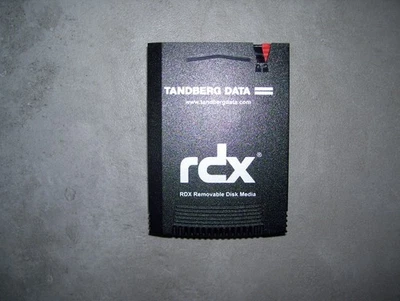 TANDBERG DATA
www.tandbergdata.com
rdx®
RDX Removable Disk Media